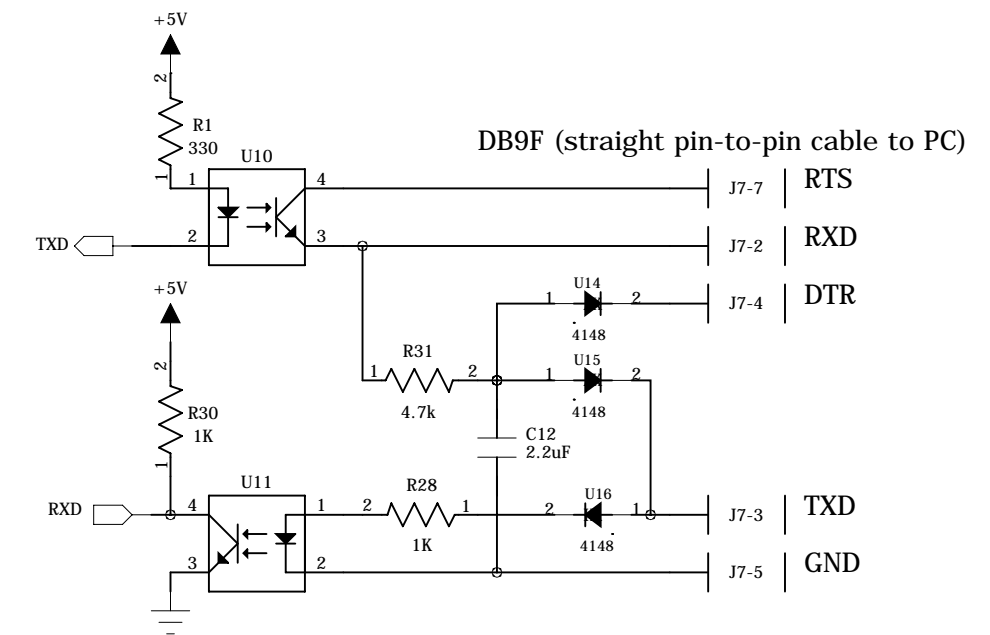 +5V
2
R1
330
1
U10
DB9F (straight pin-to-pin cable to PC)
1
4
J7-7
RTS
TXD
2
3
J7-2
RXD
+5V
U14
1
2
J7-4
DTR
4148
2
R31
1
2
U15
1
2
4.7k
4148
R30
1K
C12
2.2uF
1
U11
R28
U16
RXD
4
1
2
1
2
1
J7-3
TXD
1K
4148
3
2
J7-5
GND